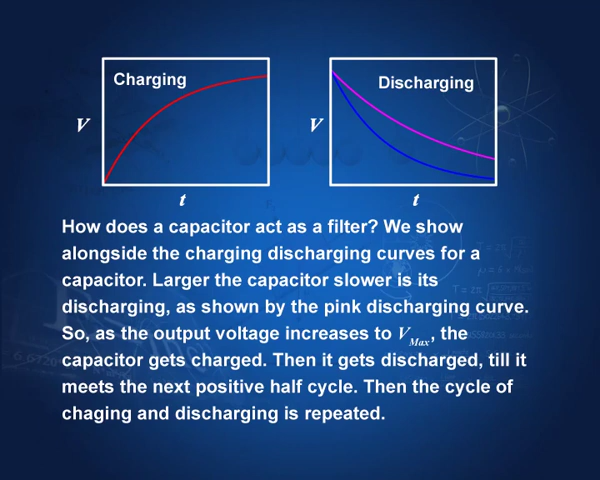 Charging
Discharging
V
V
t
t
How does a capacitor act as a filter? We show
alongside the charging discharging curves for a
capacitor. Larger the capacitor slower is its
discharging, as shown by the pink discharging curve.
So, as the output voltage increases to V_Max, the
capacitor gets charged. Then it gets discharged, till it
meets the next positive half cycle. Then the cycle of
chaging and discharging is repeated.